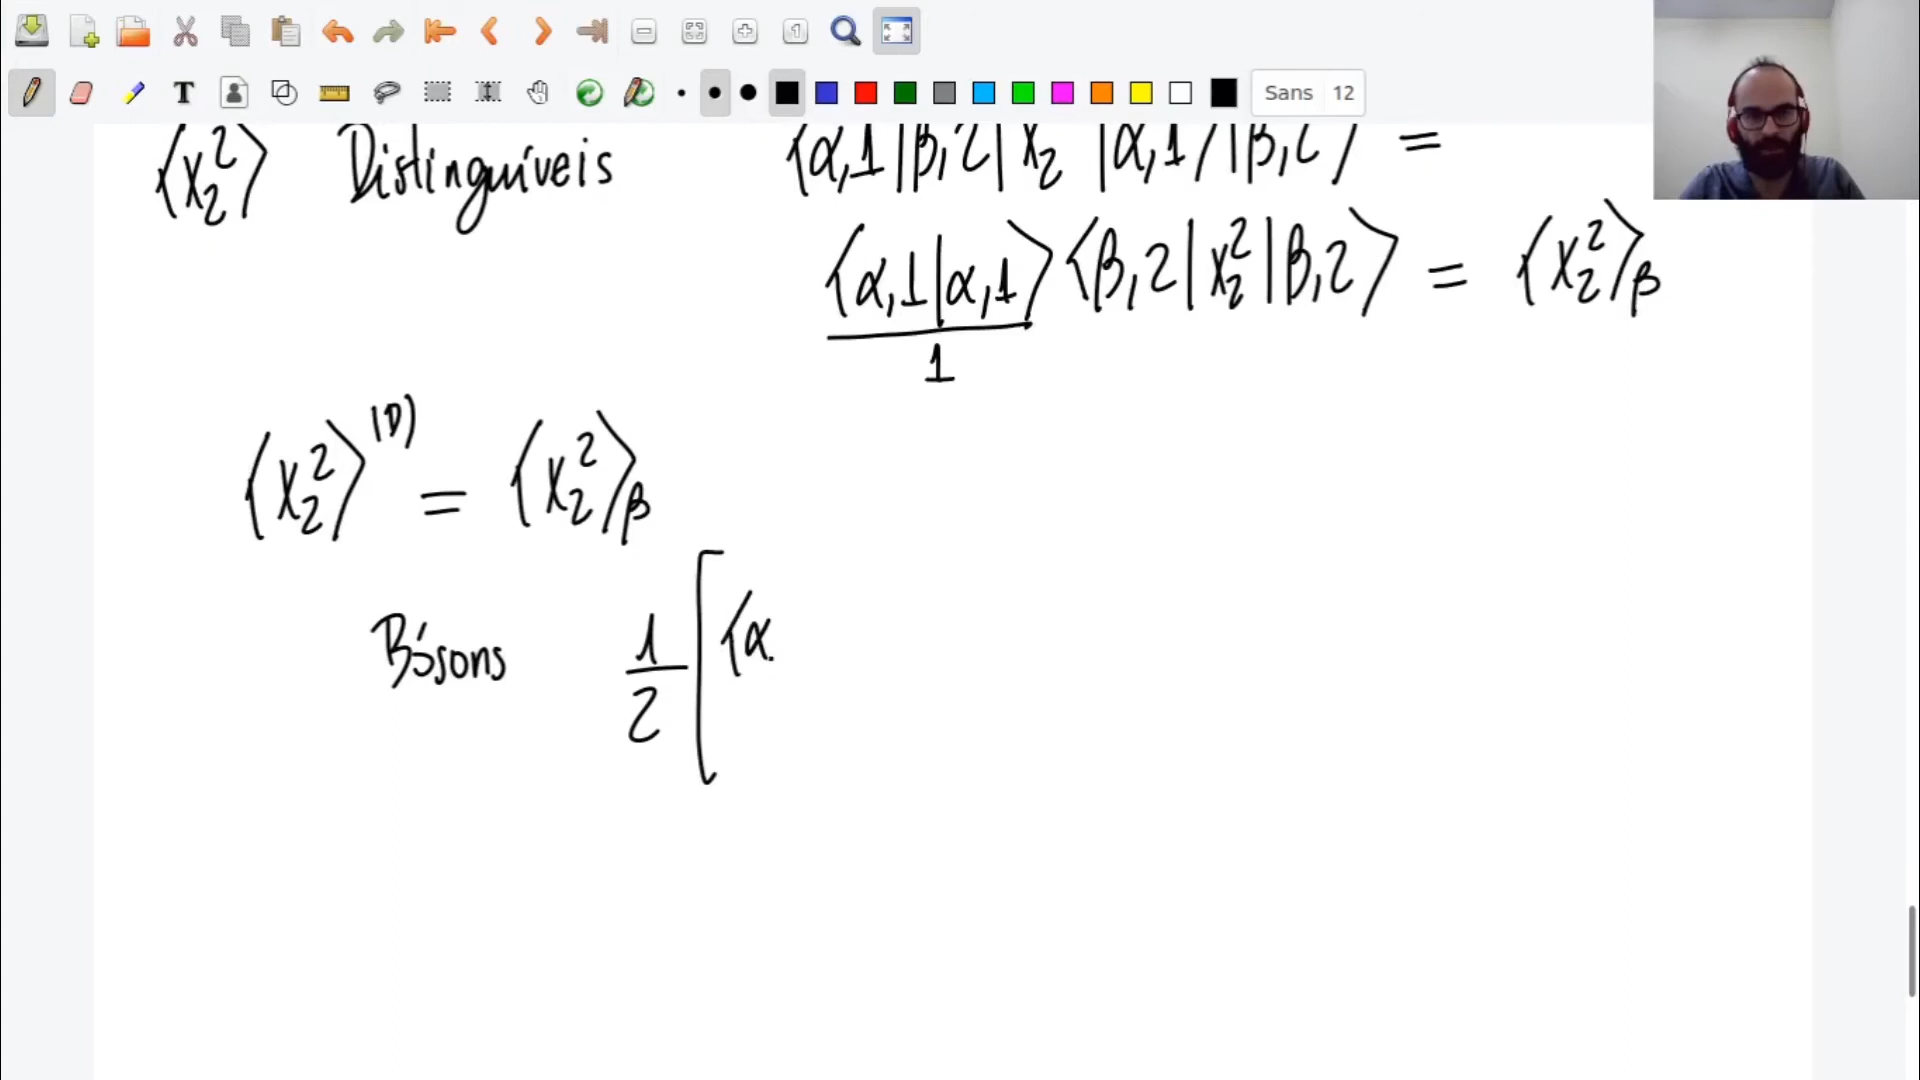 Sans 12
⟨x₂²⟩ Distinguíveis ⟨α,1|β,2| x₂ |α,1⟩|β,2⟩ =
⟨α,1|α,1⟩⟨β,2|x₂²|β,2⟩ = ⟨x₂²⟩β
1
⟨x₂²⟩⁽ᴰ⁾ = ⟨x₂²⟩β
Bósons 1/2 [⟨α.